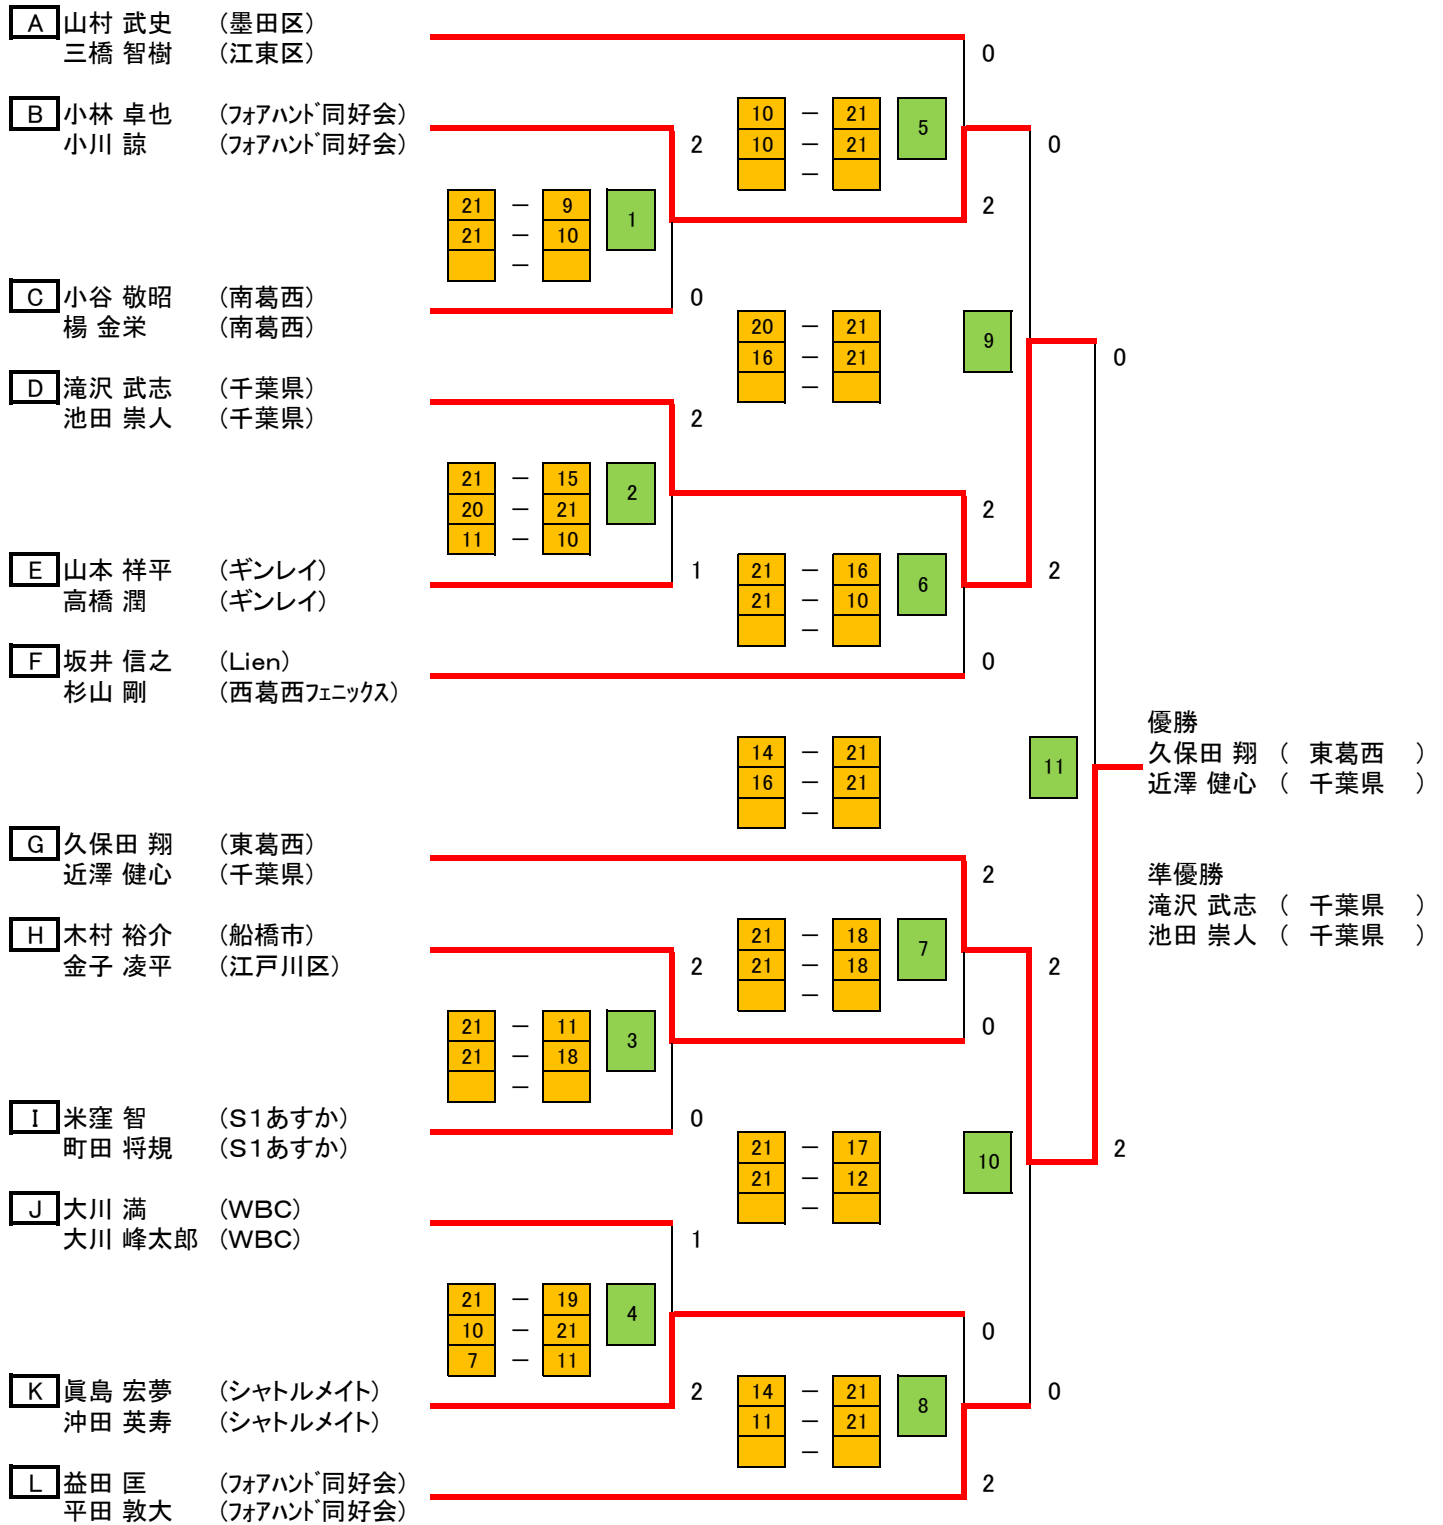 A 山村 武史 (墨田区)
三橋 智樹 (江東区)
0
B 小林 卓也 (フォアハンド同好会)
小川 諒 (フォアハンド同好会)
2
10 － 21
10 － 21
－
5
0
21 － 9
21 － 10
－
1
2
C 小谷 敬昭 (南葛西)
楊 金栄 (南葛西)
0
20 － 21
16 － 21
－
9
0
D 滝沢 武志 (千葉県)
池田 崇人 (千葉県)
2
21 － 15
20 － 21
11 － 10
2
2
E 山本 祥平 (ギンレイ)
高橋 潤 (ギンレイ)
1
21 － 16
21 － 10
－
6
2
F 坂井 信之 (Lien)
杉山 剛 (西葛西フェニックス)
0
14 － 21
16 － 21
－
11
優勝
久保田 翔 ( 東葛西 )
近澤 健心 ( 千葉県 )
G 久保田 翔 (東葛西)
近澤 健心 (千葉県)
2
準優勝
滝沢 武志 ( 千葉県 )
池田 崇人 ( 千葉県 )
H 木村 裕介 (船橋市)
金子 凌平 (江戸川区)
2
21 － 18
21 － 18
－
7
2
21 － 11
21 － 18
－
3
0
I 米窪 智 (S1あすか)
町田 将規 (S1あすか)
0
21 － 17
21 － 12
－
10
2
J 大川 満 (WBC)
大川 峰太郎 (WBC)
1
21 － 19
10 － 21
7 － 11
4
0
K 眞島 宏夢 (シャトルメイト)
沖田 英寿 (シャトルメイト)
2
14 － 21
11 － 21
－
8
0
L 益田 匡 (フォアハンド同好会)
平田 敦大 (フォアハンド同好会)
2